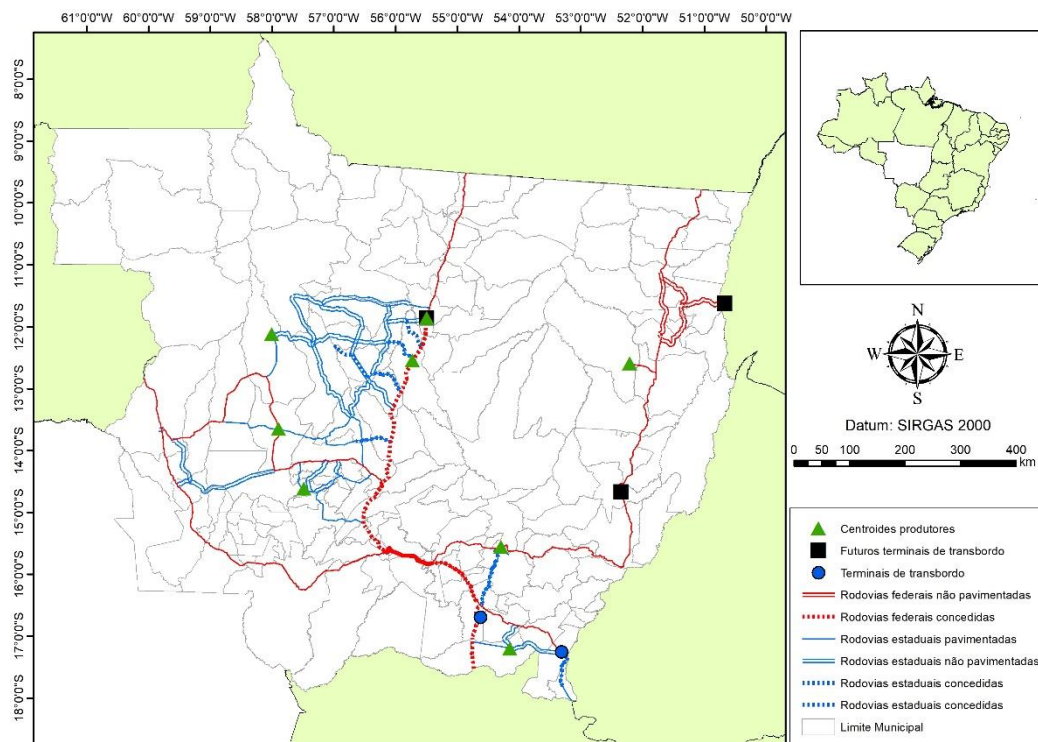 61°0'0"W 60°0'0"W 59°0'0"W 58°0'0"W 57°0'0"W 56°0'0"W 55°0'0"W 54°0'0"W 53°0'0"W 52°0'0"W 51°0'0"W 50°0'0"W
8°0'0"S
9°0'0"S
10°0'0"S
11°0'0"S
12°0'0"S
13°0'0"S
14°0'0"S
15°0'0"S
16°0'0"S
17°0'0"S
18°0'0"S
N
W E
S
Datum: SIRGAS 2000
0 50 100 200 300 400
km
Centroides produtores
Futuros terminais de transbordo
Terminais de transbordo
Rodovias federais não pavimentadas
Rodovias federais concedidas
Rodovias estaduais pavimentadas
Rodovias estaduais não pavimentadas
Rodovias estaduais concedidas
Rodovias estaduais concedidas
Limite Municipal